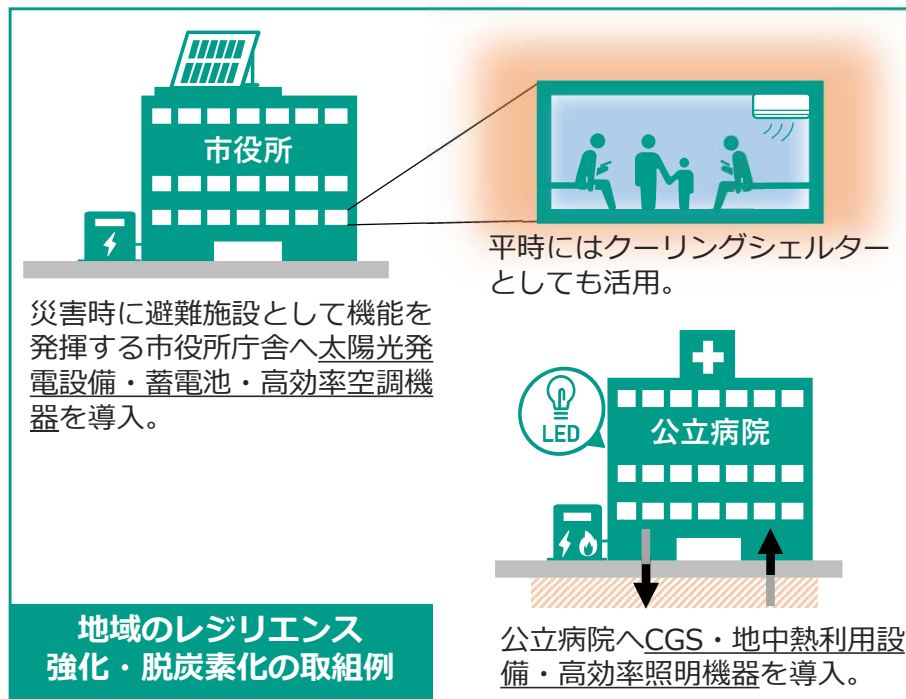 市役所
災害時に避難施設として機能を
発揮する市役所庁舎へ太陽光発
電設備・蓄電池・高効率空調機
器を導入。
平時にはクーリングシェルター
としても活用。
LED
公立病院
公立病院へCGS・地中熱利用設
備・高効率照明機器を導入。
地域のレジリエンス
強化・脱炭素化の取組例